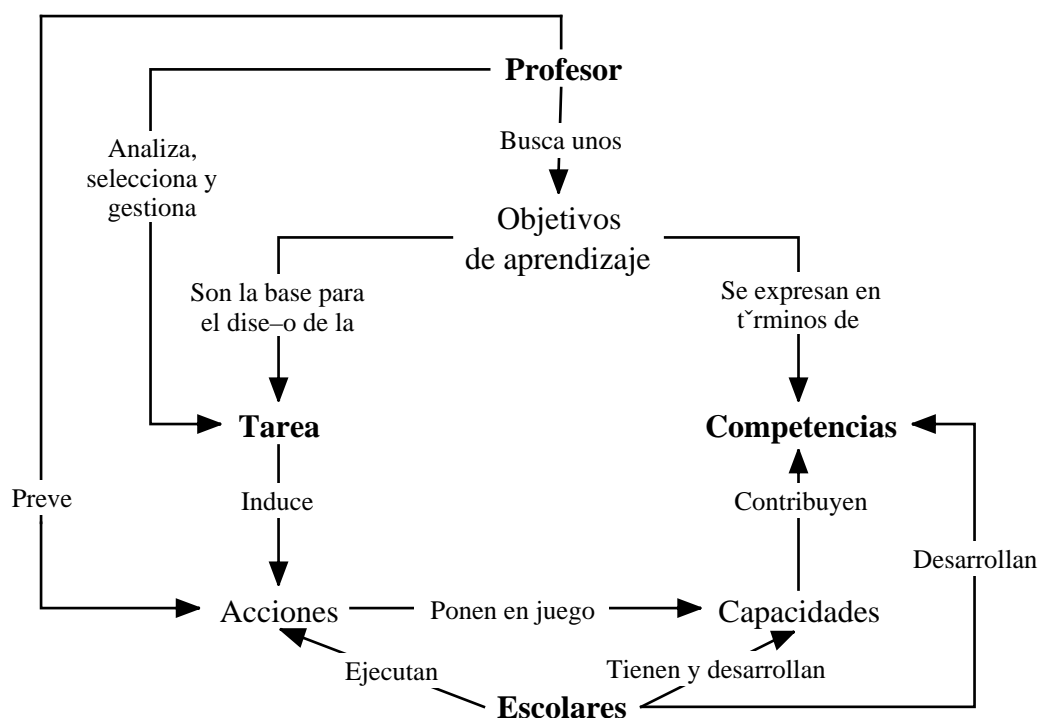 Profesor
Busca unos
Analiza,
selecciona y
gestiona
Objetivos
de aprendizaje
Son la base para
el dise–o de la
Se expresan en
tˇrminos de
Tarea
Competencias
Preve
Induce
Contribuyen
Desarrollan
Acciones
Ponen en juego
Capacidades
Ejecutan
Tienen y desarrollan
Escolares